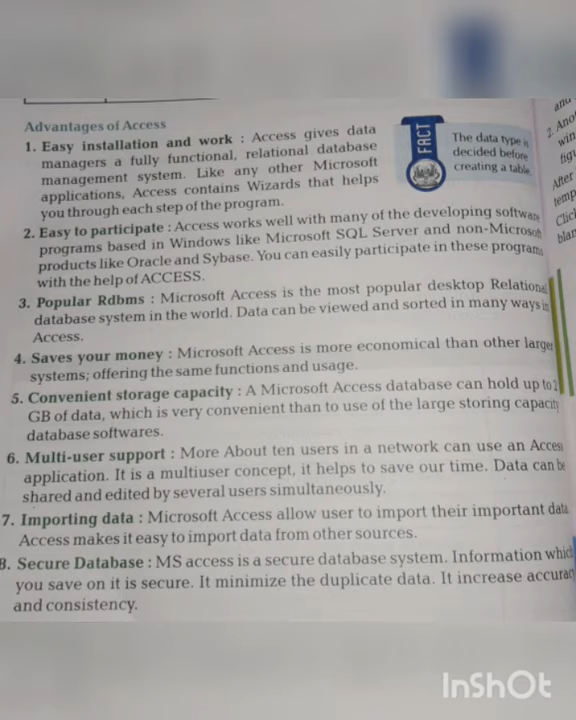 Advantages of Access
1. Easy installation and work : Access gives data
managers a fully functional, relational database
management system. Like any other Microsoft
applications, Access contains Wizards that helps
you through each step of the program.
FACT
The data type is
decided before
creating a table.
2. Easy to participate : Access works well with many of the developing software
programs based in Windows like Microsoft SQL Server and non-Microsoft
products like Oracle and Sybase. You can easily participate in these programs
with the help of ACCESS.
3. Popular Rdbms : Microsoft Access is the most popular desktop Relational
database system in the world. Data can be viewed and sorted in many ways in
Access.
4. Saves your money : Microsoft Access is more economical than other larger
systems; offering the same functions and usage.
5. Convenient storage capacity : A Microsoft Access database can hold up to
GB of data, which is very convenient than to use of the large storing capacity
database softwares.
6. Multi-user support : More About ten users in a network can use an Access
application. It is a multiuser concept, it helps to save our time. Data can be
shared and edited by several users simultaneously.
7. Importing data : Microsoft Access allow user to import their important data.
Access makes it easy to import data from other sources.
8. Secure Database : MS access is a secure database system. Information which
you save on it is secure. It minimize the duplicate data. It increase accuracy
and consistency.
2. Ano
win
figu
After
temp
Clic
blan
InShOt